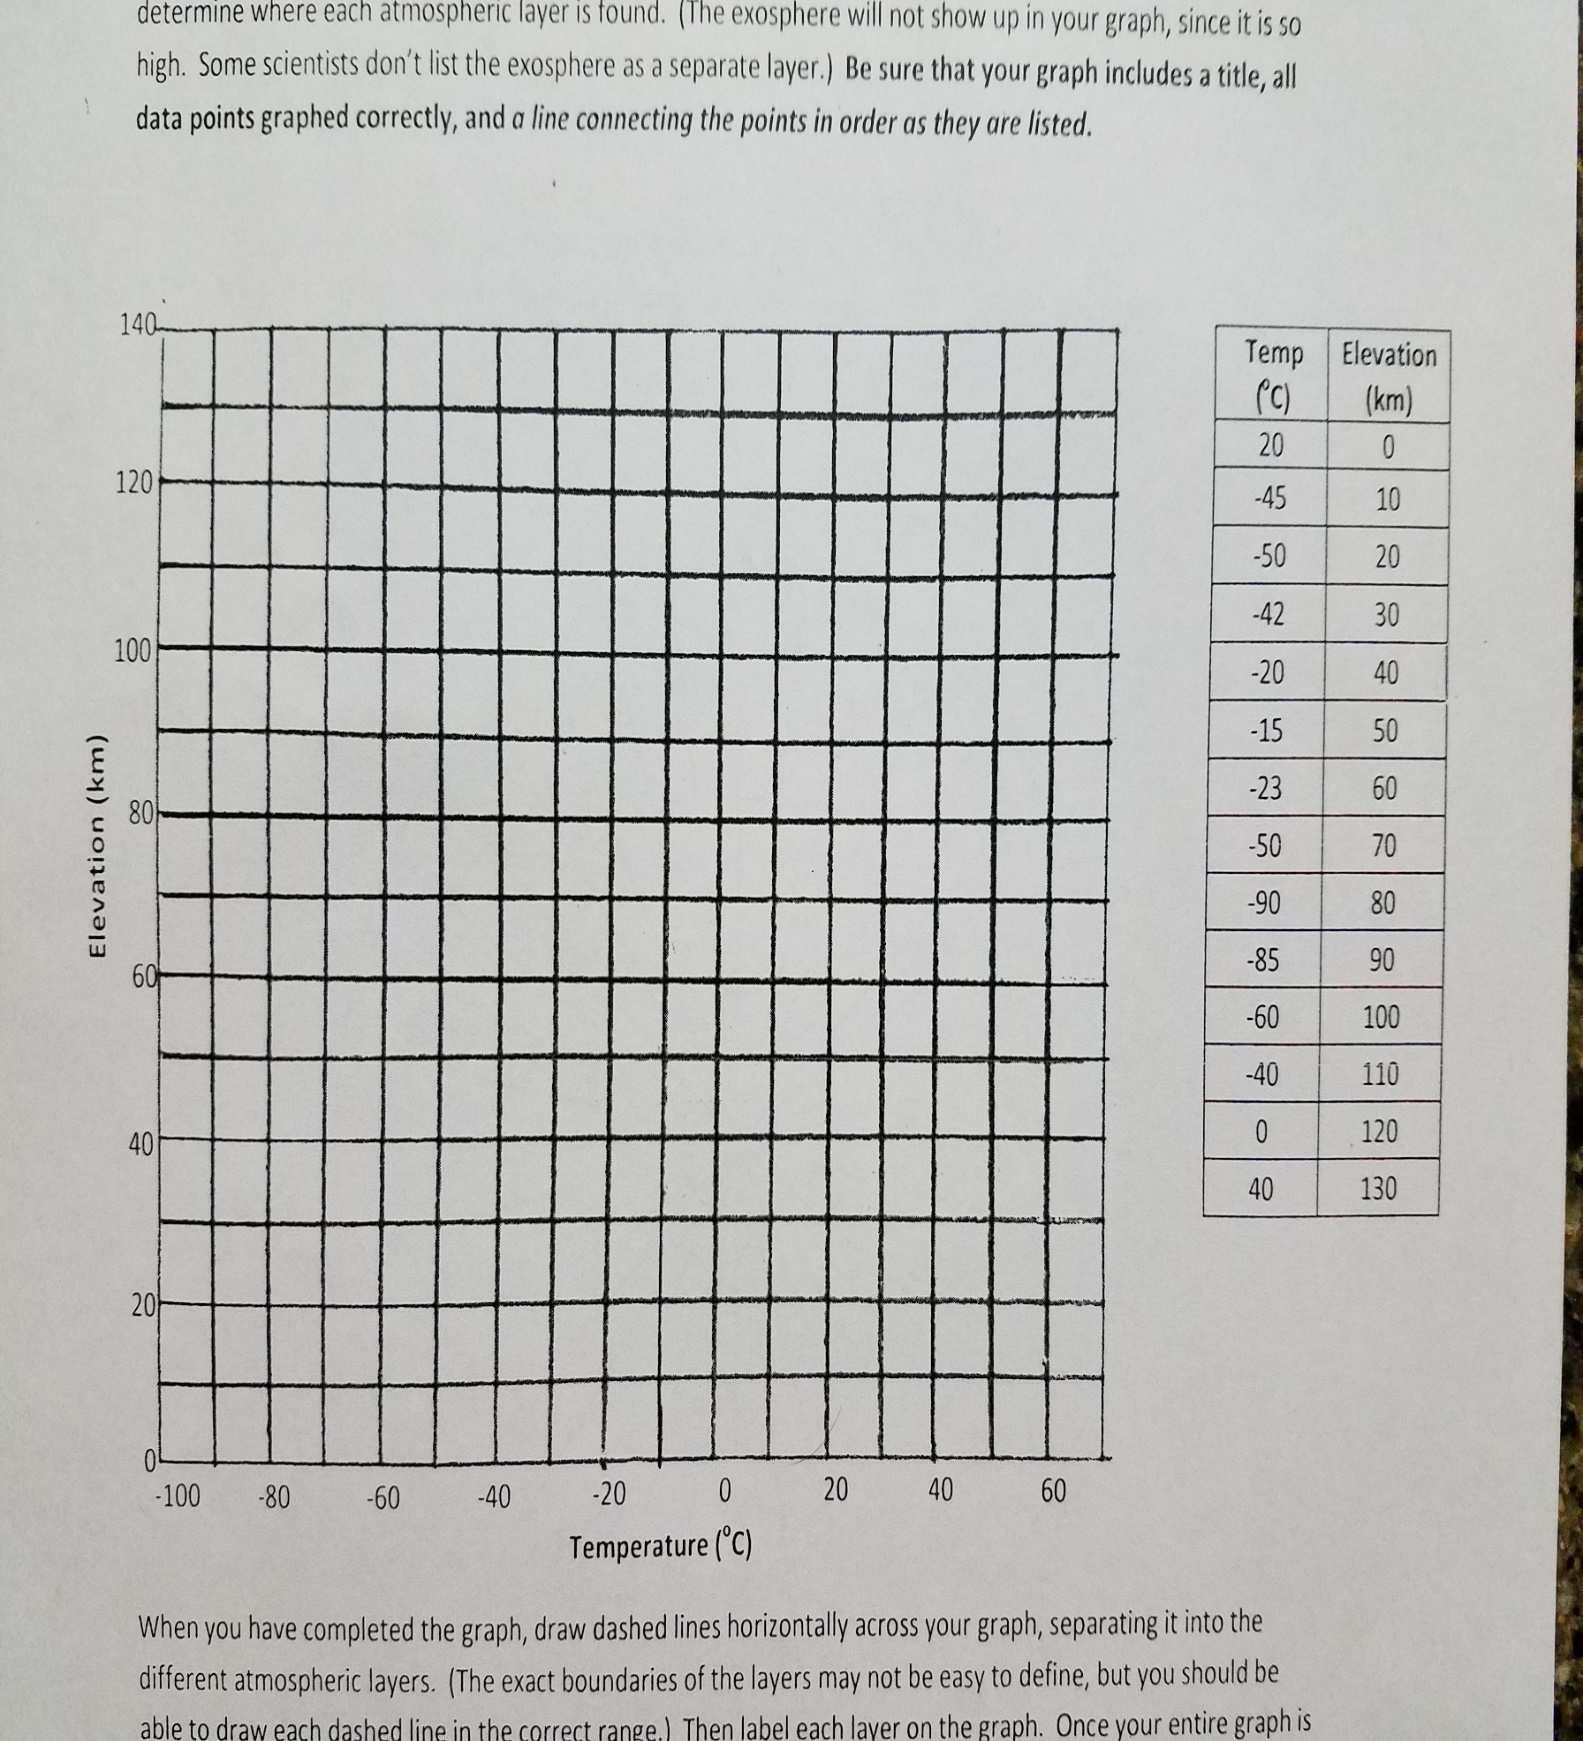 determine where each atmospheric layer is found. (The exosphere will not show up in your graph, since it is so
high. Some scientists don't list the exosphere as a separate layer.) Be sure that your graph includes a title, all
data points graphed correctly, and a line connecting the points in order as they are listed.
140
120
100
80
60
40
20
0
Elevation (km)
-100 -80 -60 -40 -20 0 20 40 60
Temperature (°C)
Temp Elevation
(°C) (km)
20 0
-45 10
-50 20
-42 30
-20 40
-15 50
-23 60
-50 70
-90 80
-85 90
-60 100
-40 110
0 120
40 130
When you have completed the graph, draw dashed lines horizontally across your graph, separating it into the
different atmospheric layers. (The exact boundaries of the layers may not be easy to define, but you should be
able to draw each dashed line in the correct range.) Then label each layer on the graph. Once your entire graph is